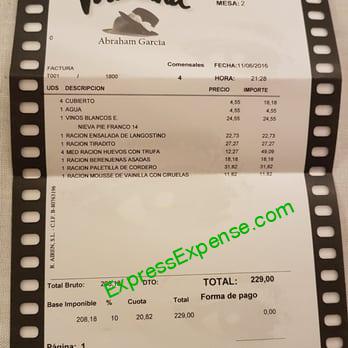 MESA: 2
Abraham García
0
FACTURA Comensales FECHA:11/06/2016
T001 / 1800 4 HORA: 21:28
UDS DESCRIPCION PRECIO IMPORTE
4 CUBIERTO 4,55 18,18
1 AGUA 4,55 4,55
1 VINOS BLANCOS E. 24,55 24,55
NIEVA PIE FRANCO 14
1 RACION ENSALADA DE LANGOSTINO 22,73 22,73
1 RACION TIRADITO 27,27 27,27
4 MED RACION HUEVOS CON TRUFA 12,27 49,09
1 RACION BERENJENAS ASADAS 18,18 18,18
1 RACION PALETILLA DE CORDERO 31,82 31,82
1 RACION MOUSSE DE VAINILLA CON CIRUELAS 11,82 11,82
R. AIREN, S.L. - C.I.F. B-80763196
ExpressExpense.com
Total Bruto: 208,18 DTO: TOTAL: 229,00
Base Imponible % Cuota Total Forma de pago
208,18 10 20,82 229,00 0,00
Página: 1